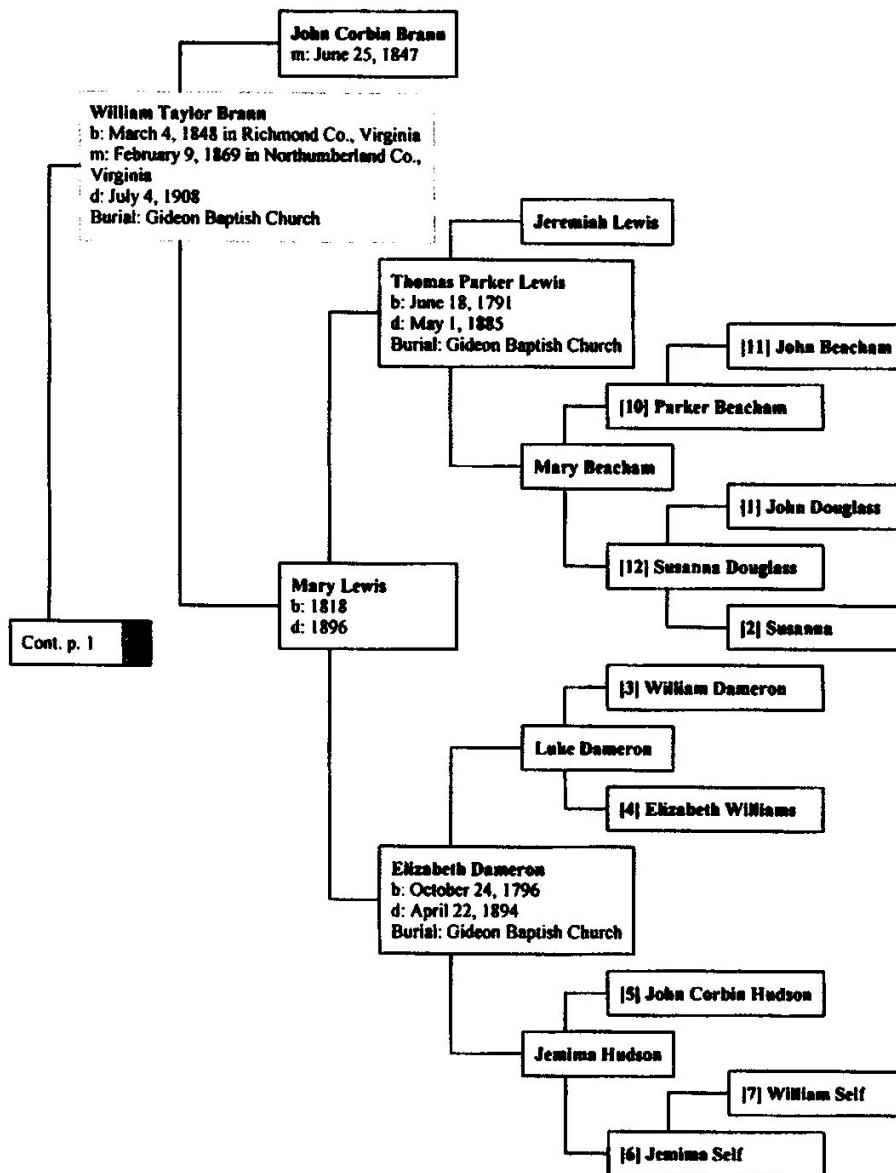 John Corbin Brann
m: June 25, 1847
William Taylor Brann
b: March 4, 1848 in Richmond Co., Virginia
m: February 9, 1869 in Northumberland Co.,
Virginia
d: July 4, 1908
Burial: Gideon Baptish Church
Jeremiah Lewis
Thomas Parker Lewis
b: June 18, 1791
d: May 1, 1885
Burial: Gideon Baptish Church
[11] John Beacham
[10] Parker Beacham
Mary Beacham
[1] John Douglass
[12] Susanna Douglass
[2] Susanna
Mary Lewis
b: 1818
d: 1896
Cont. p. 1
[3] William Dameron
Luke Dameron
[4] Elizabeth Williams
Elizabeth Dameron
b: October 24, 1796
d: April 22, 1894
Burial: Gideon Baptish Church
[5] John Corbin Hudson
Jemima Hudson
[7] William Self
[6] Jemima Self